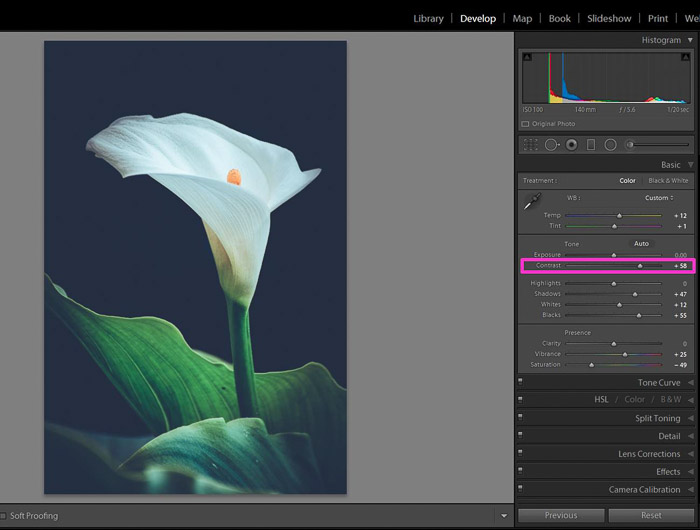 Library | Develop | Map | Book | Slideshow | Print | We
Histogram
ISO 100 140 mm ƒ / 5.6 1/20 sec
Original Photo
Basic
Treatment : Color Black & White
WB : Custom
Temp + 12
Tint + 1
Tone Auto
Exposure 0.00
Contrast + 58
Highlights 0
Shadows + 47
Whites + 12
Blacks + 55
Presence
Clarity 0
Vibrance + 25
Saturation − 49
Tone Curve
HSL / Color / B & W
Split Toning
Detail
Lens Corrections
Effects
Camera Calibration
Soft Proofing
Previous Reset